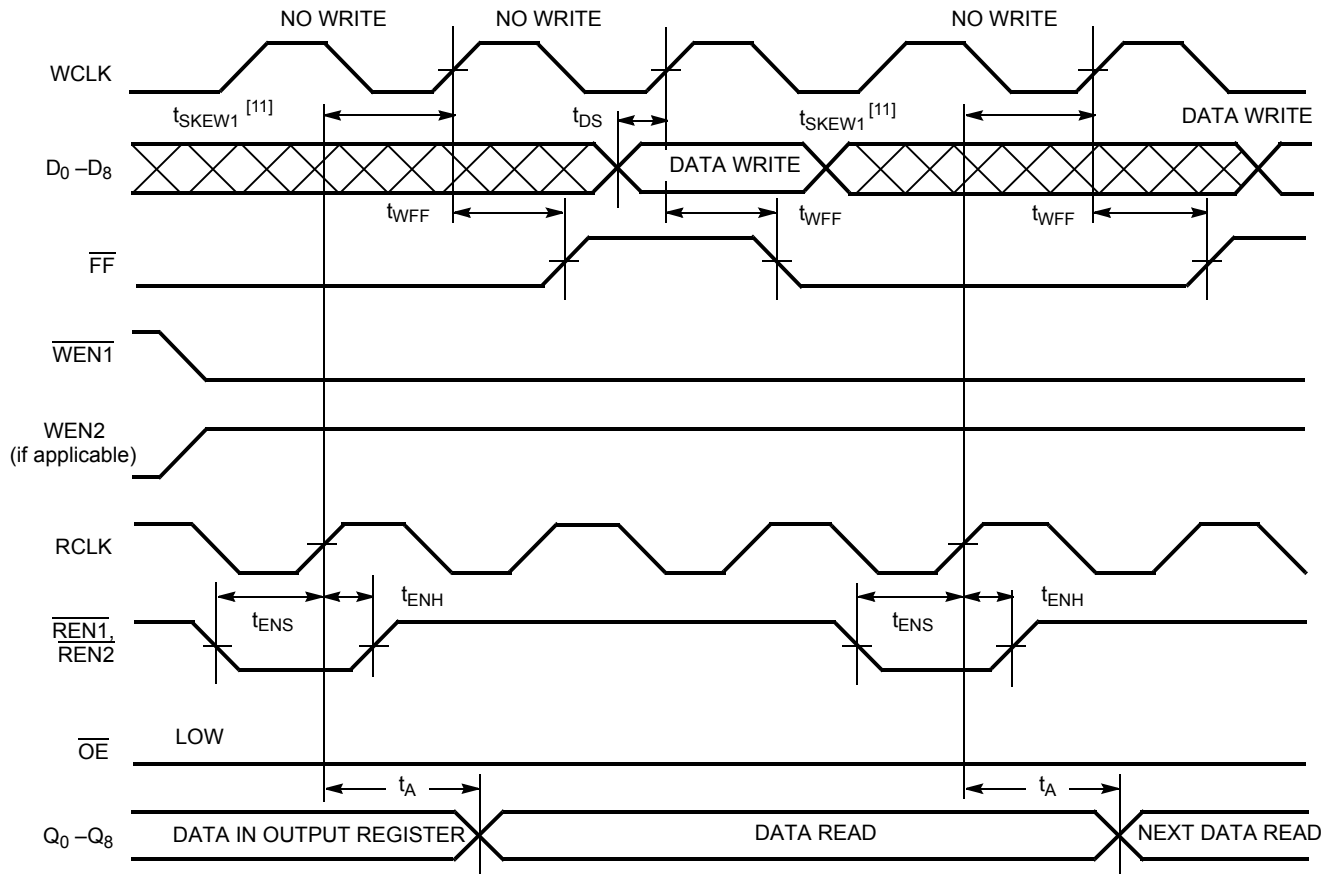 NO WRITE NO WRITE NO WRITE
WCLK
tSKEW1 [11] tDS tSKEW1 [11] DATA WRITE
D0 –D8 DATA WRITE
tWFF tWFF tWFF
FF
WEN1
WEN2
(if applicable)
RCLK
tENH tENH
tENS tENS
REN1,
REN2
LOW
OE
tA tA
Q0 –Q8 DATA IN OUTPUT REGISTER DATA READ NEXT DATA READ